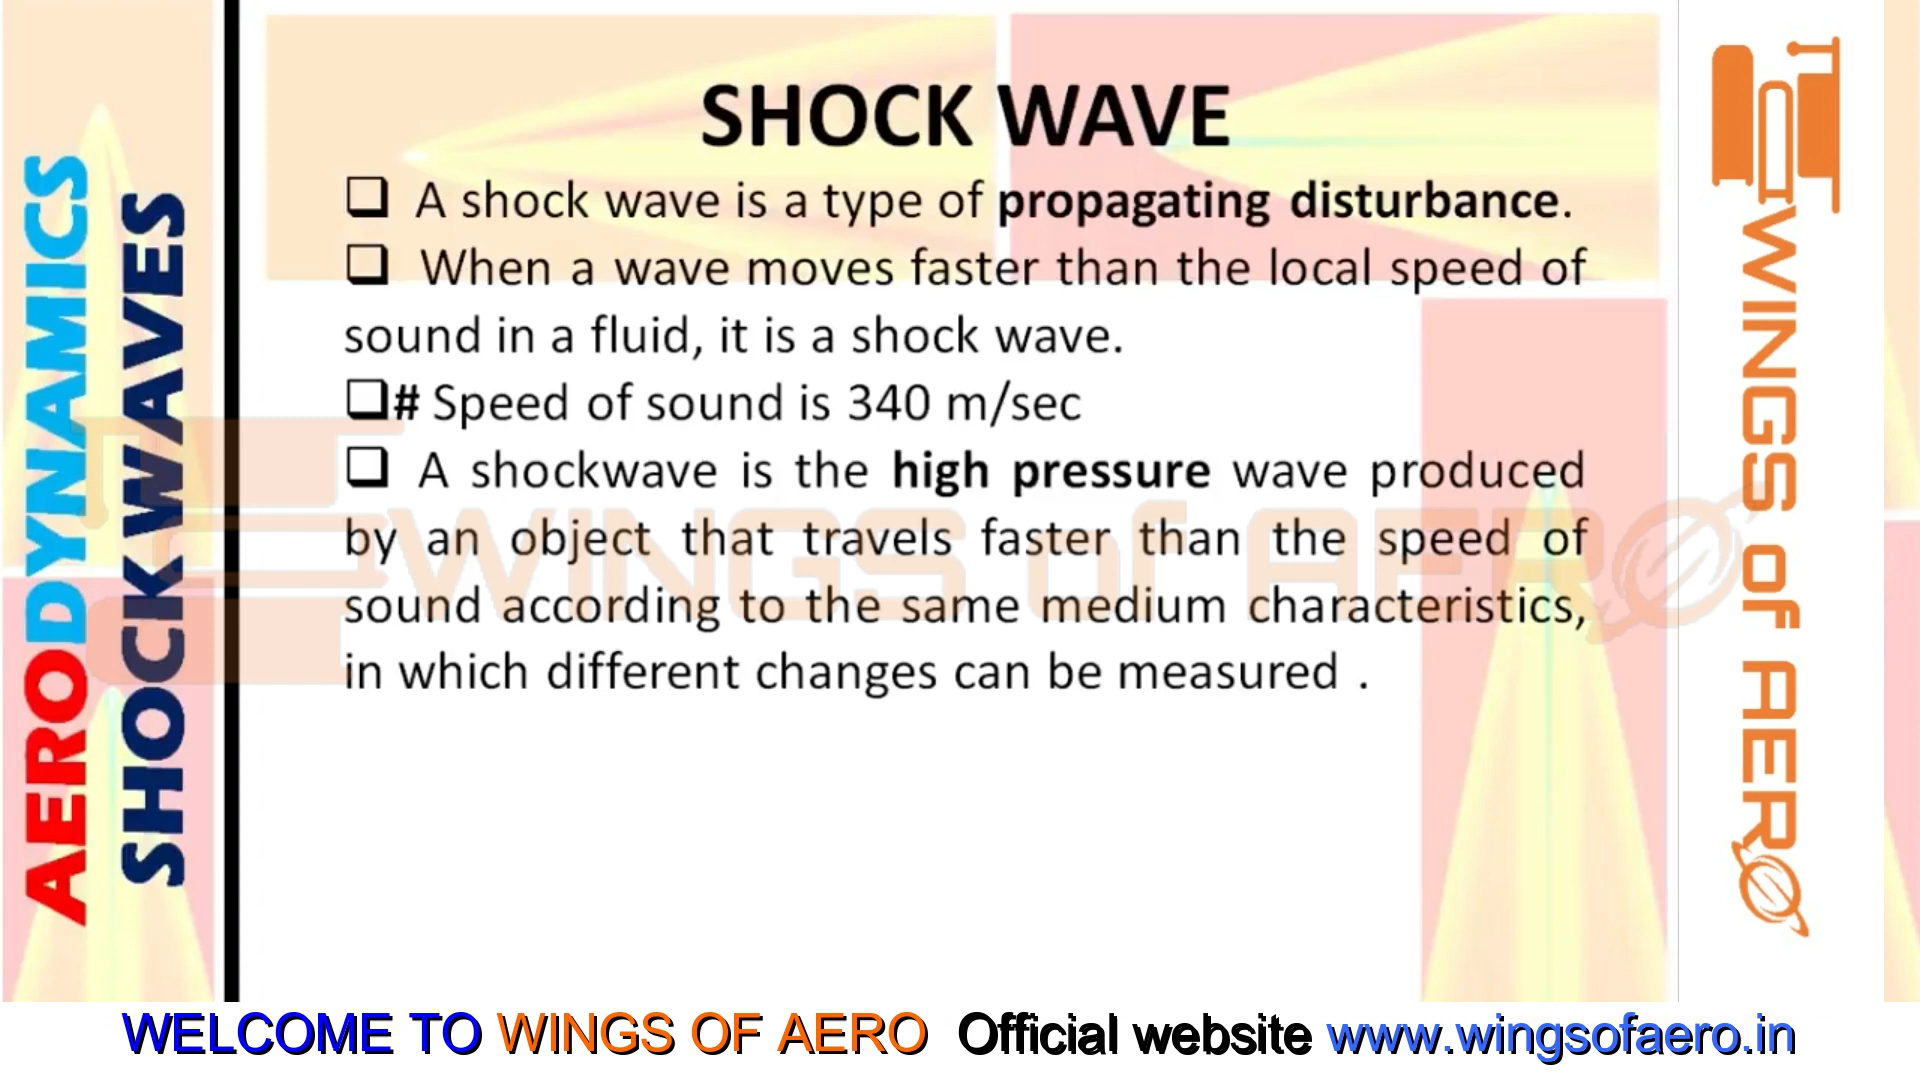 AERODYNAMICS
SHOCKWAVES
SHOCK WAVE
❑ A shock wave is a type of propagating disturbance.
❑ When a wave moves faster than the local speed of
sound in a fluid, it is a shock wave.
❑# Speed of sound is 340 m/sec
❑ A shockwave is the high pressure wave produced
by an object that travels faster than the speed of
sound according to the same medium characteristics,
in which different changes can be measured .
WINGS OF AERO
WINGS of AERO
WELCOME TO WINGS OF AERO Official website www.wingsofaero.in